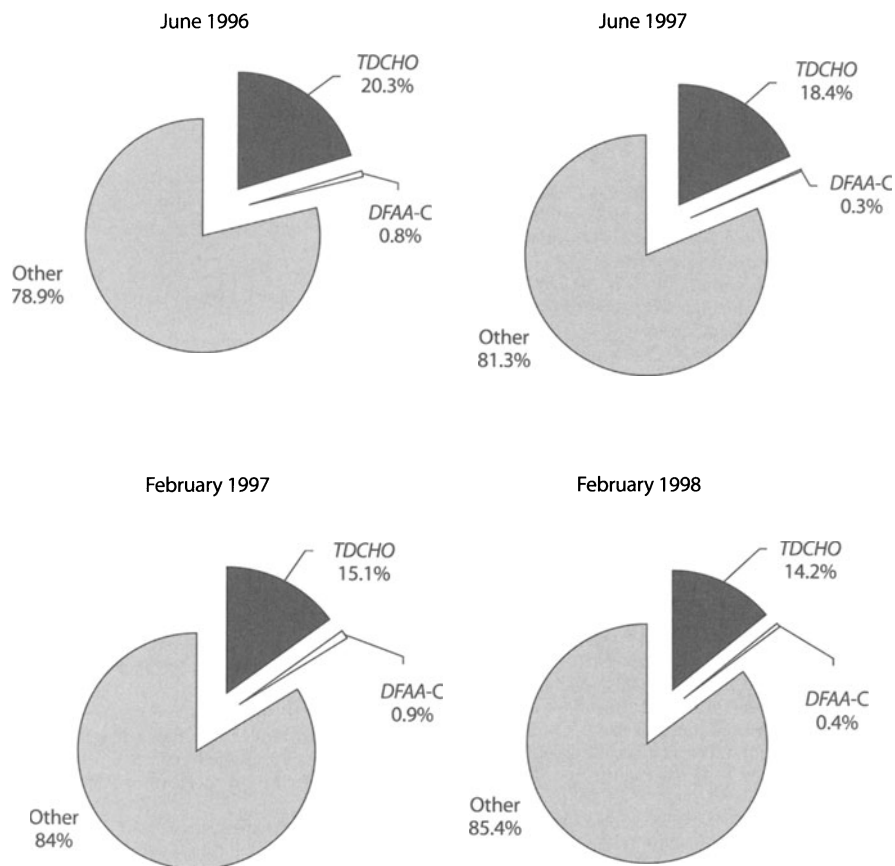 June 1996
TDCHO
20.3%
DFAA-C
0.8%
Other
78.9%
June 1997
TDCHO
18.4%
DFAA-C
0.3%
Other
81.3%
February 1997
TDCHO
15.1%
DFAA-C
0.9%
Other
84%
February 1998
TDCHO
14.2%
DFAA-C
0.4%
Other
85.4%